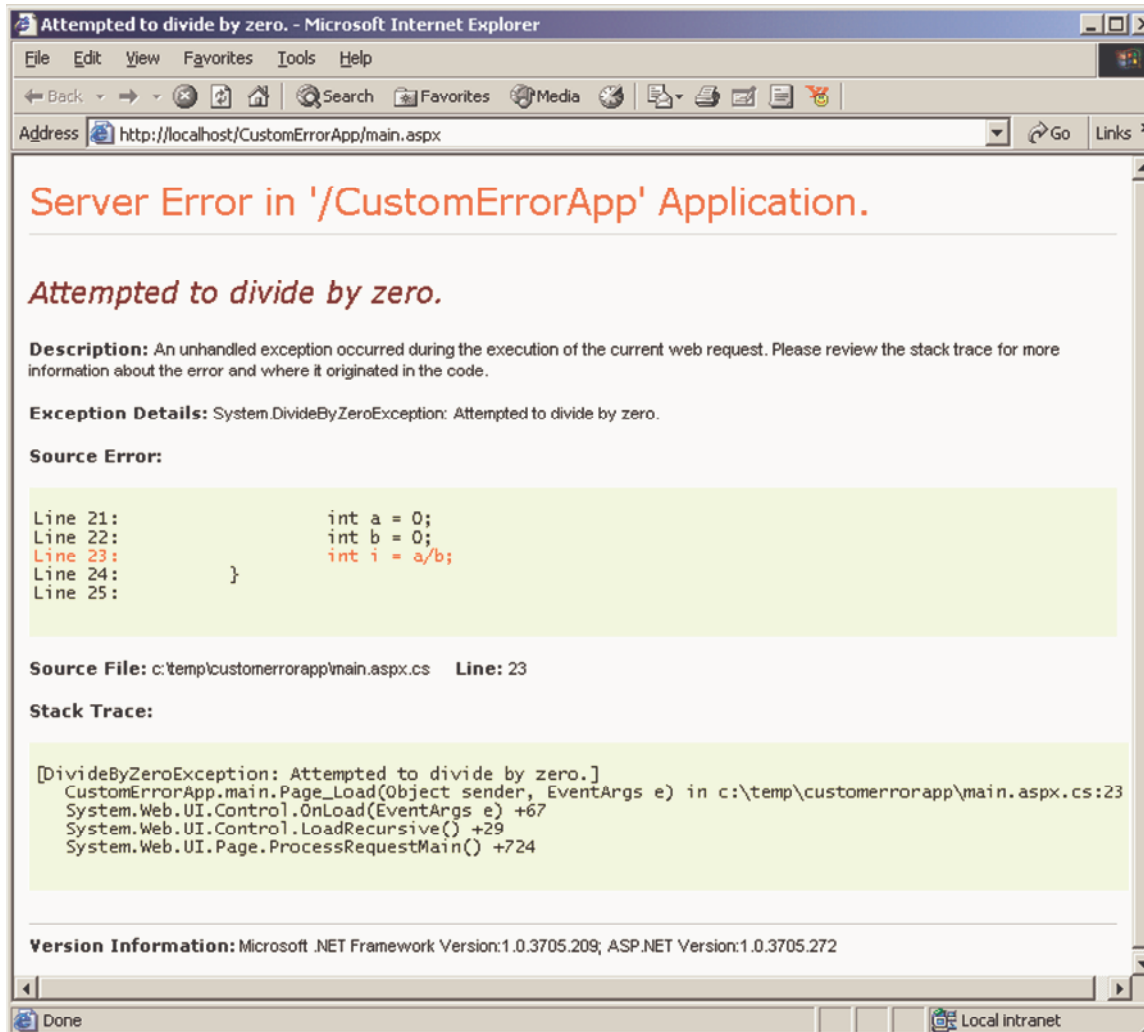 Attempted to divide by zero. - Microsoft Internet Explorer
File Edit View Favorites Tools Help
Back Search Favorites Media
Address http://localhost/CustomErrorApp/main.aspx Go Links
Server Error in '/CustomErrorApp' Application.
Attempted to divide by zero.
Description: An unhandled exception occurred during the execution of the current web request. Please review the stack trace for more
information about the error and where it originated in the code.
Exception Details: System.DivideByZeroException: Attempted to divide by zero.
Source Error:
Line 21: int a = 0;
Line 22: int b = 0;
Line 23: int i = a/b;
Line 24: }
Line 25:
Source File: c:\temp\customerrorapp\main.aspx.cs Line: 23
Stack Trace:
[DivideByZeroException: Attempted to divide by zero.]
CustomErrorApp.main.Page_Load(Object sender, EventArgs e) in c:\temp\customerrorapp\main.aspx.cs:23
System.Web.UI.Control.OnLoad(EventArgs e) +67
System.Web.UI.Control.LoadRecursive() +29
System.Web.UI.Page.ProcessRequestMain() +724
Version Information: Microsoft .NET Framework Version:1.0.3705.209; ASP.NET Version:1.0.3705.272
Done Local intranet